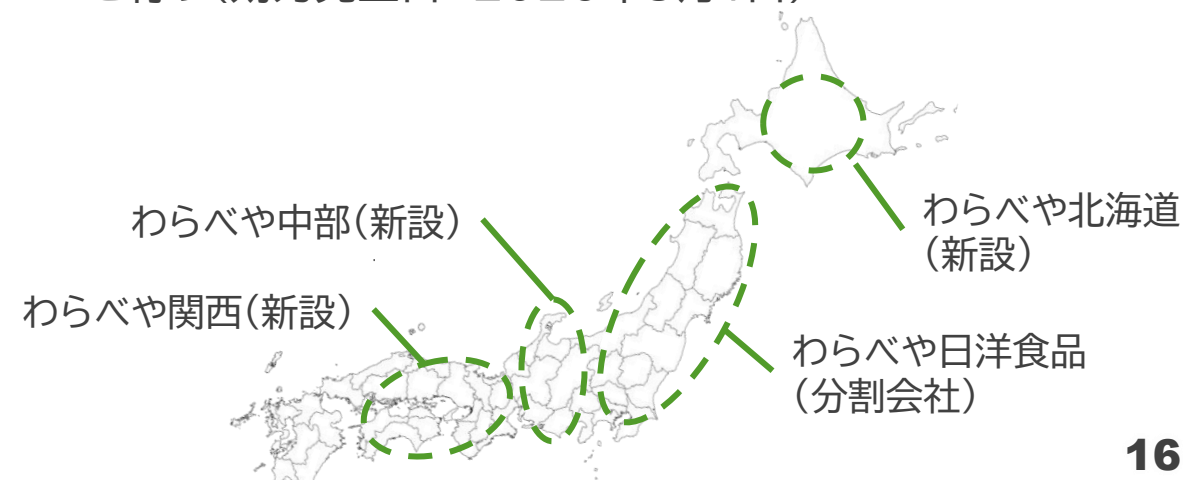 わらべや北海道
（新設）
わらべや中部（新設）
わらべや関西（新設）
わらべや日洋食品
（分割会社）
16